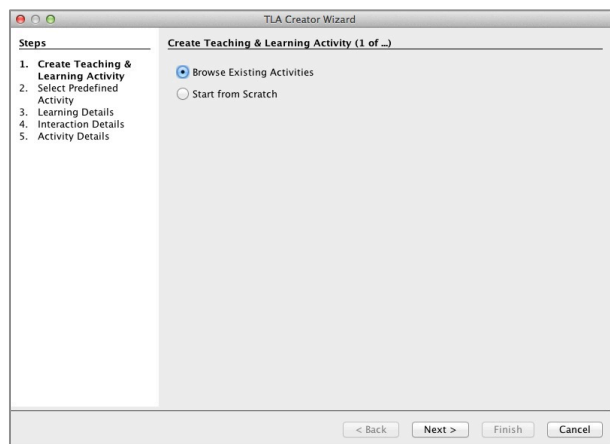 TLA Creator Wizard
Steps
1. Create Teaching &
Learning Activity
2. Select Predefined
Activity
3. Learning Details
4. Interaction Details
5. Activity Details
Create Teaching & Learning Activity (1 of ...)
Browse Existing Activities
Start from Scratch
< Back
Next >
Finish
Cancel